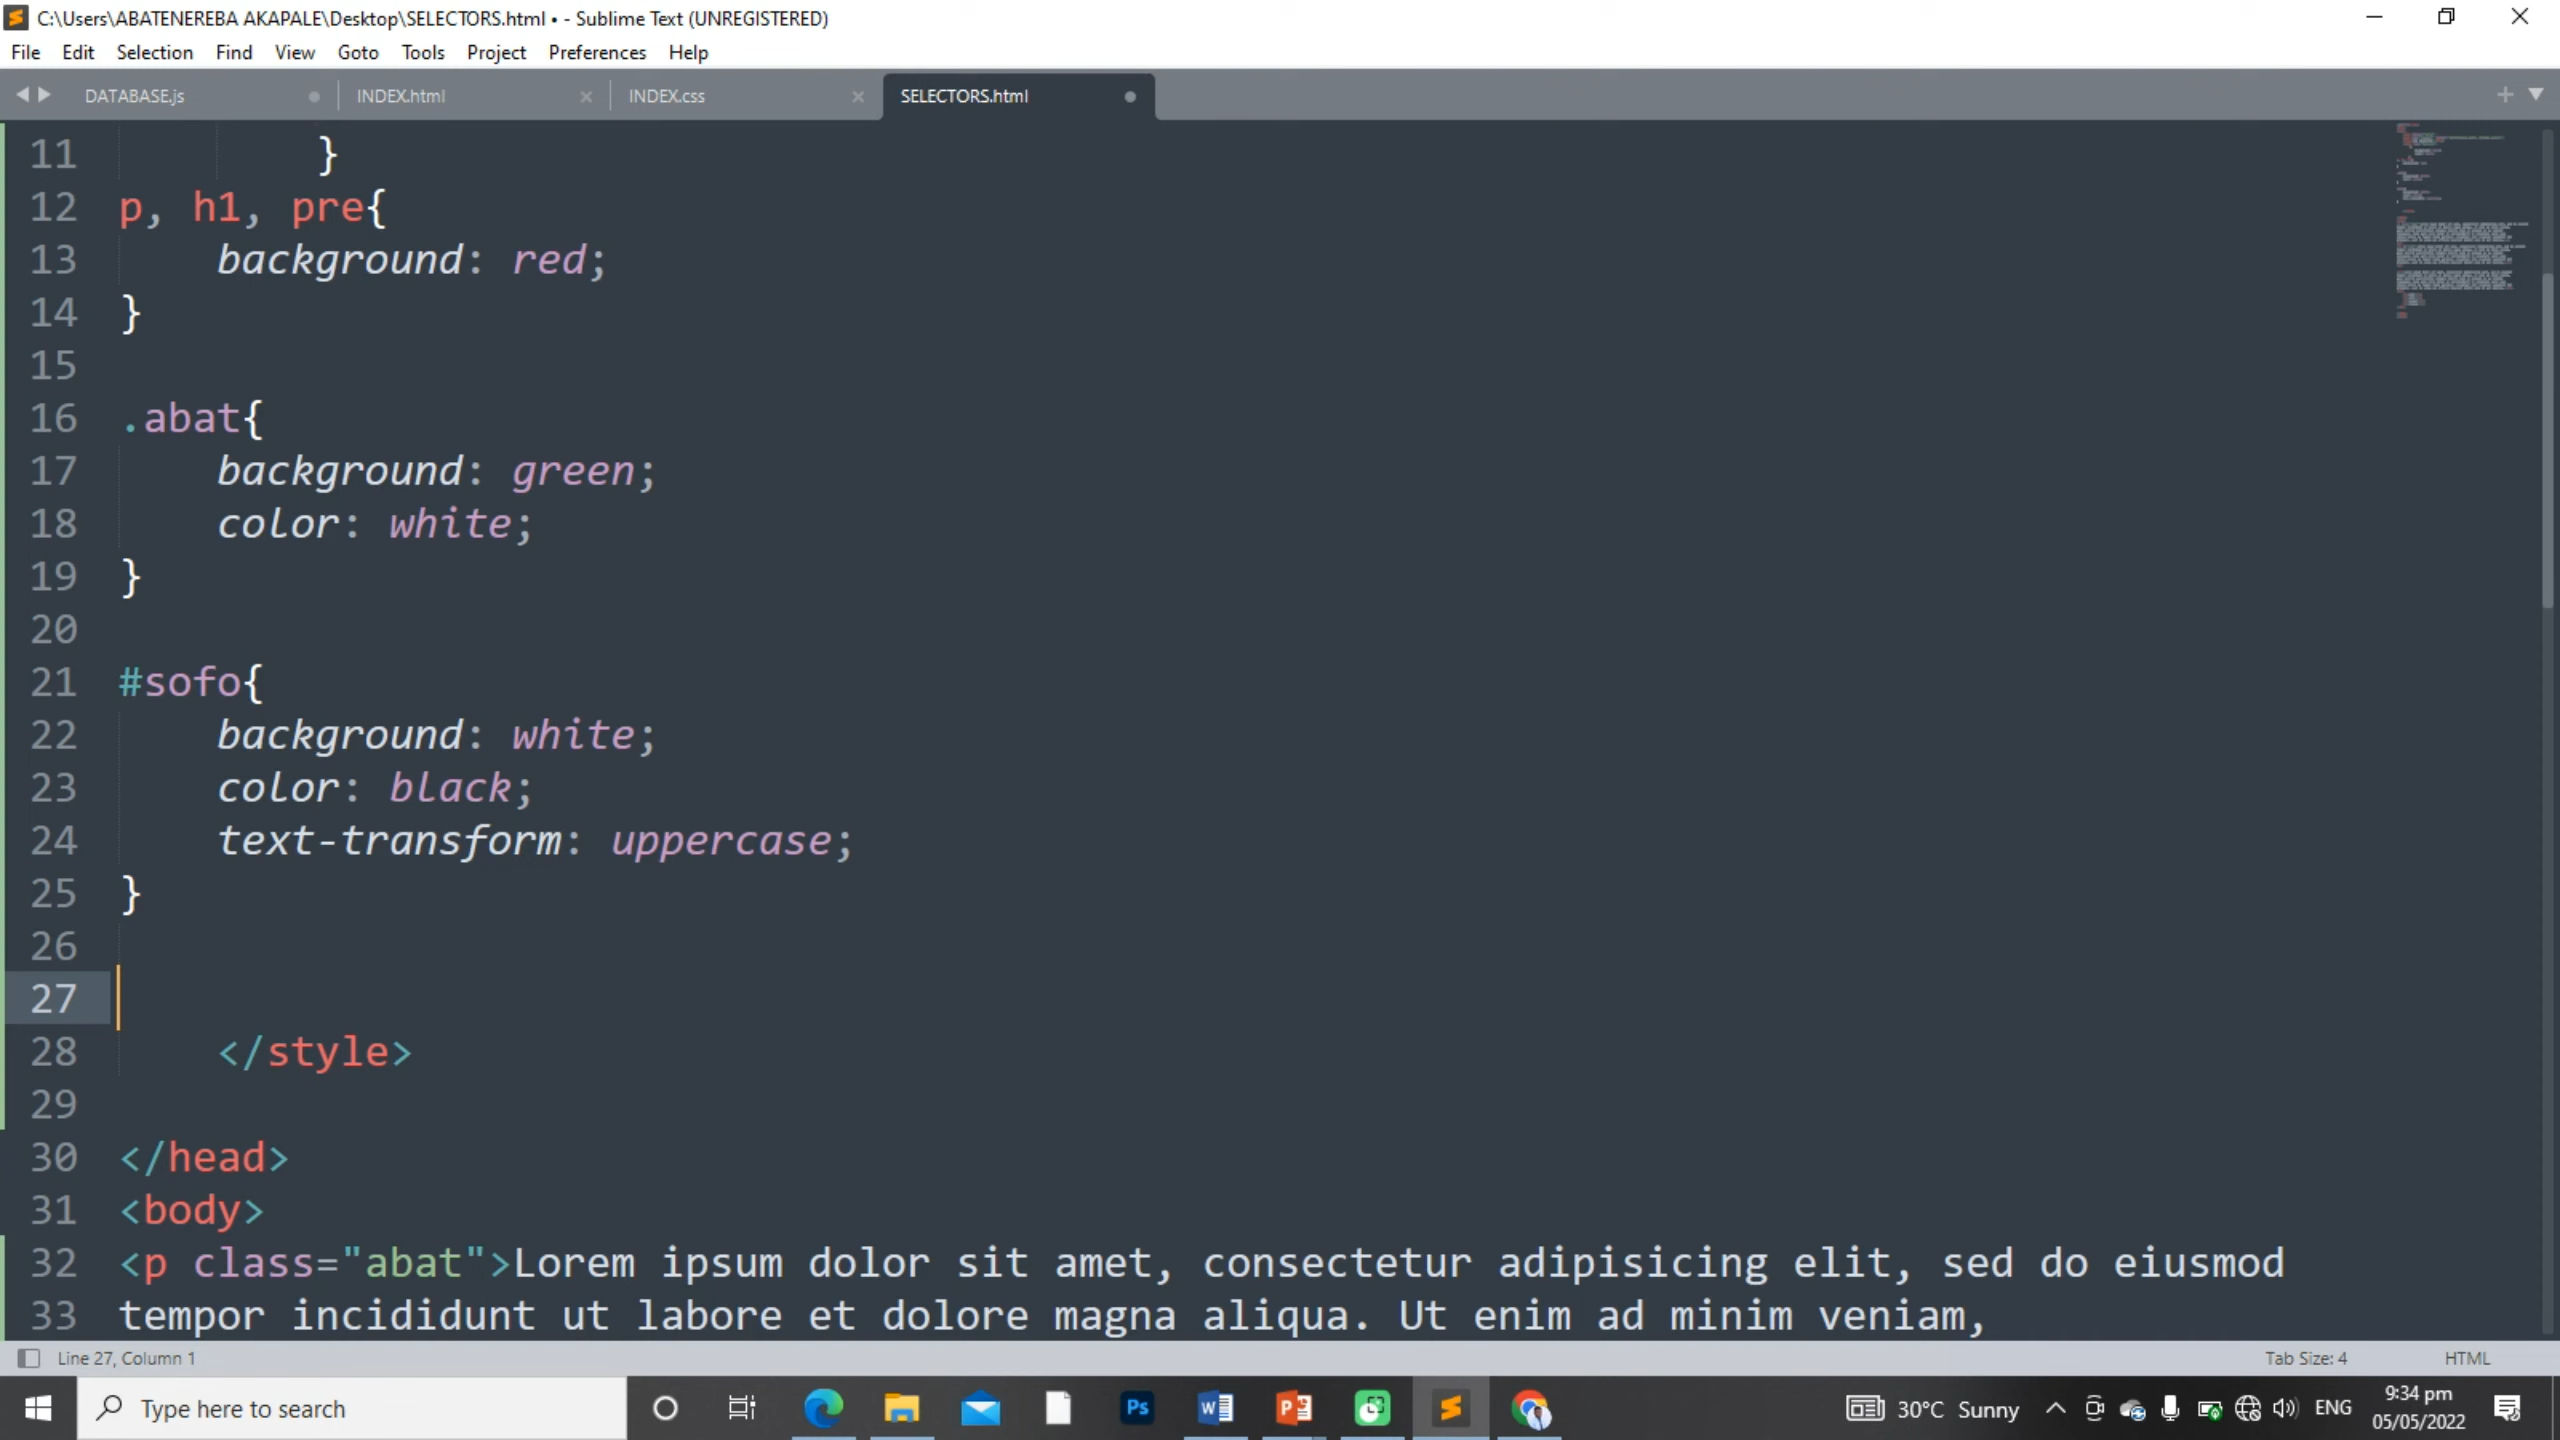 C:\Users\ABATENEREBA AKAPALE\Desktop\SELECTORS.html • - Sublime Text (UNREGISTERED)
File Edit Selection Find View Goto Tools Project Preferences Help
DATABASE.js INDEX.html INDEX.css SELECTORS.html
11 }
12 p, h1, pre{
13 background: red;
14 }
15
16 .abat{
17 background: green;
18 color: white;
19 }
20
21 #sofo{
22 background: white;
23 color: black;
24 text-transform: uppercase;
25 }
26
27
28 </style>
29
30 </head>
31 <body>
32 <p class="abat">Lorem ipsum dolor sit amet, consectetur adipisicing elit, sed do eiusmod
33 tempor incididunt ut labore et dolore magna aliqua. Ut enim ad minim veniam,
Line 27, Column 1 Tab Size: 4 HTML
Type here to search Ps 30°C Sunny ENG 9:34 pm
05/05/2022